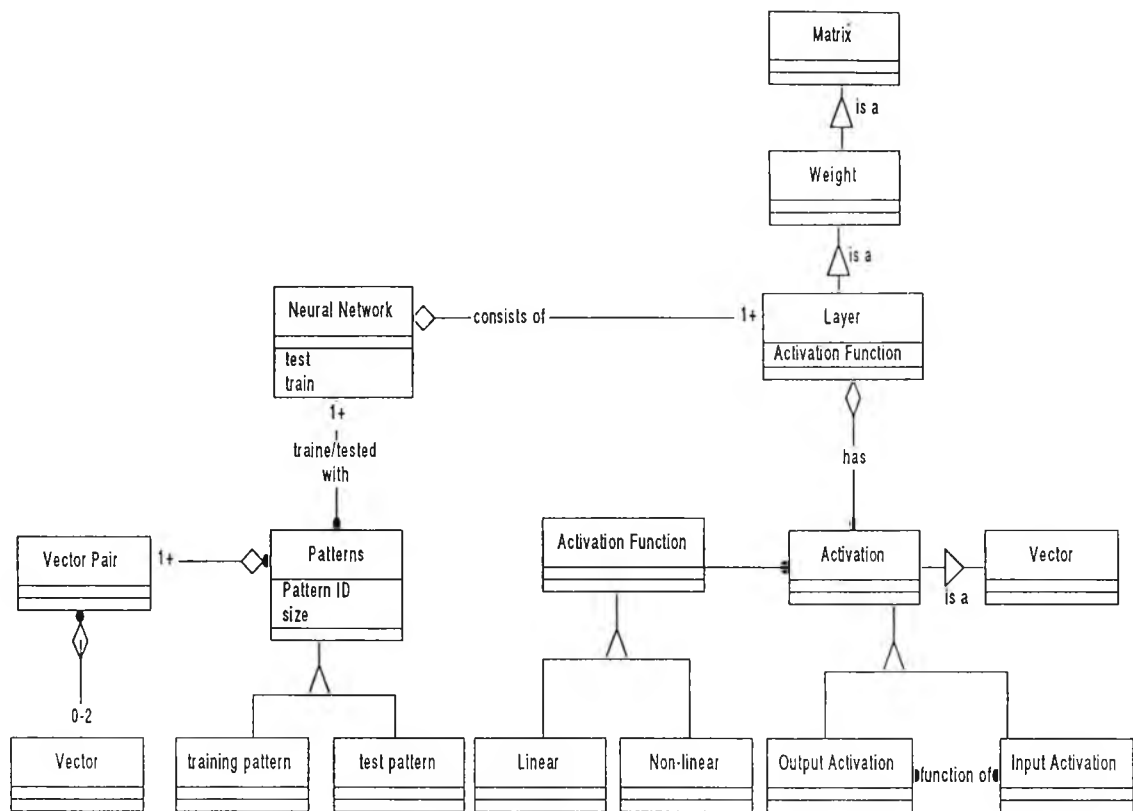 Matrix
is a
Weight
is a
Neural Network
test
train
consists of
1+
Layer
Activation Function
1+
traine/tested
with
has
Vector Pair
1+
Patterns
Pattern ID
size
Activation Function
Activation
is a
Vector
0-2
Vector
training pattern
test pattern
Linear
Non-linear
Output Activation
function of
Input Activation